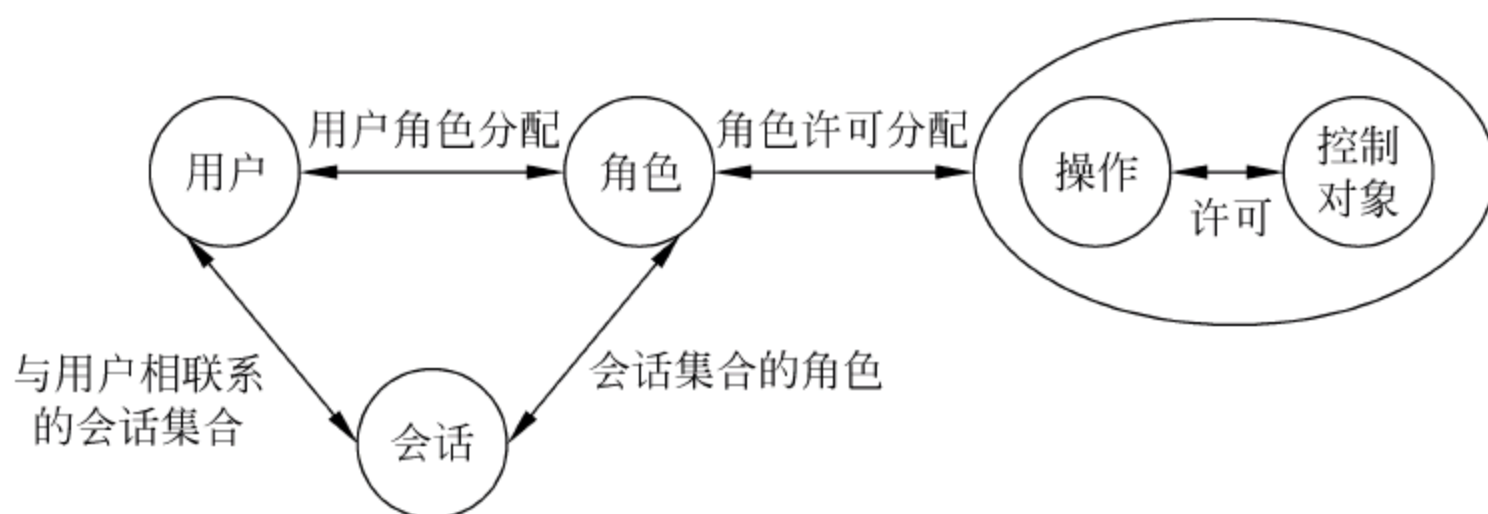 用户角色分配
角色许可分配
用户
角色
操作
控制
对象
许可
与用户相联系
的会话集合
会话集合的角色
会话